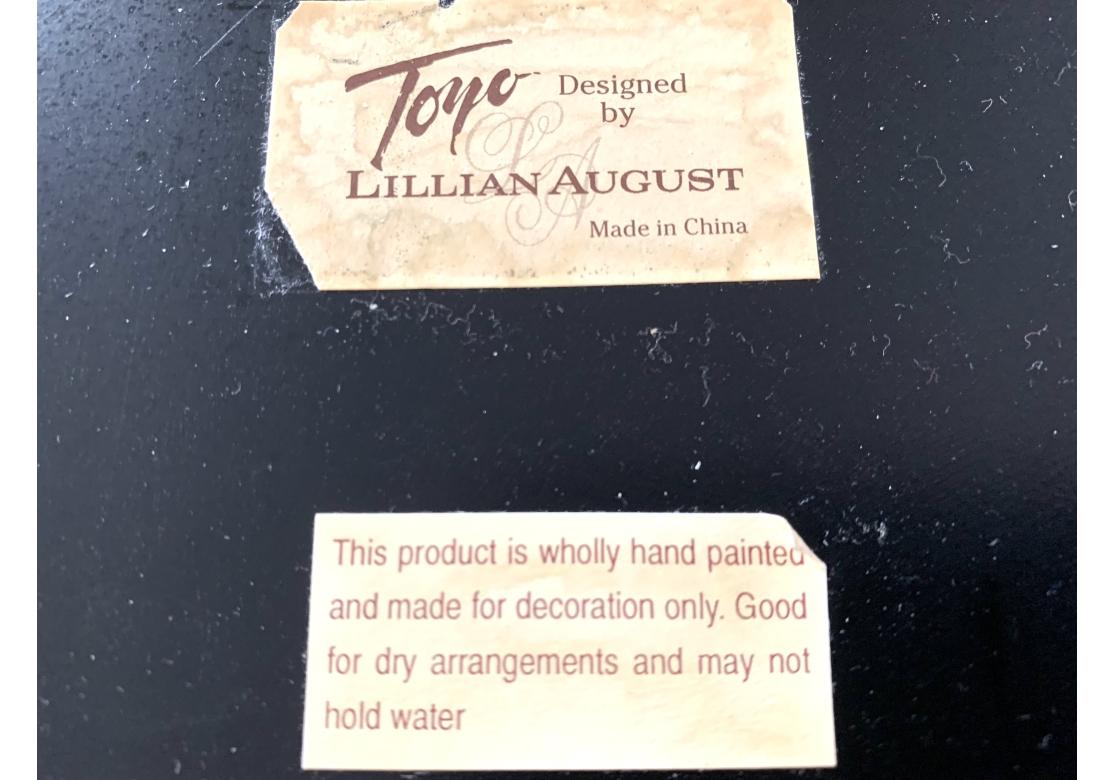 Toyo Designed
by
LA
LILLIAN AUGUST
Made in China
This product is wholly hand painted
and made for decoration only. Good
for dry arrangements and may not
hold water